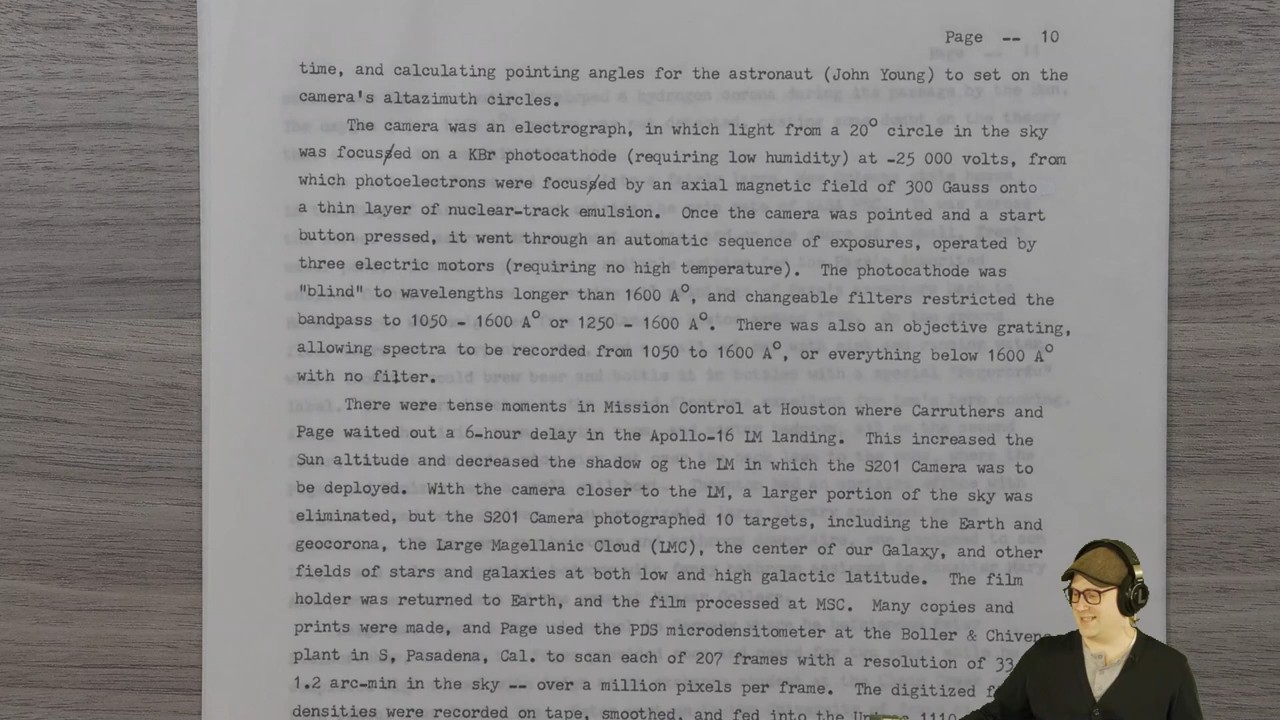 Page -- 10
time, and calculating pointing angles for the astronaut (John Young) to set on the
camera's altazimuth circles.
The camera was an electrograph, in which light from a 20° circle in the sky
was focussed on a KBr photocathode (requiring low humidity) at -25 000 volts, from
which photoelectrons were focussed by an axial magnetic field of 300 Gauss onto
a thin layer of nuclear-track emulsion. Once the camera was pointed and a start
button pressed, it went through an automatic sequence of exposures, operated by
three electric motors (requiring no high temperature). The photocathode was
"blind" to wavelengths longer than 1600 A°, and changeable filters restricted the
bandpass to 1050 - 1600 A° or 1250 - 1600 A°. There was also an objective grating,
allowing spectra to be recorded from 1050 to 1600 A°, or everything below 1600 A°
with no filter.
There were tense moments in Mission Control at Houston where Carruthers and
Page waited out a 6-hour delay in the Apollo-16 LM landing. This increased the
Sun altitude and decreased the shadow og the LM in which the S201 Camera was to
be deployed. With the camera closer to the LM, a larger portion of the sky was
eliminated, but the S201 Camera photographed 10 targets, including the Earth and
geocorona, the Large Magellanic Cloud (LMC), the center of our Galaxy, and other
fields of stars and galaxies at both low and high galactic latitude. The film
holder was returned to Earth, and the film processed at MSC. Many copies and
prints were made, and Page used the PDS microdensitometer at the Boller & Chivens
plant in S, Pasadena, Cal. to scan each of 207 frames with a resolution of 33
1.2 arc-min in the sky -- over a million pixels per frame. The digitized
densities were recorded on tape, smoothed, and fed into the 1110